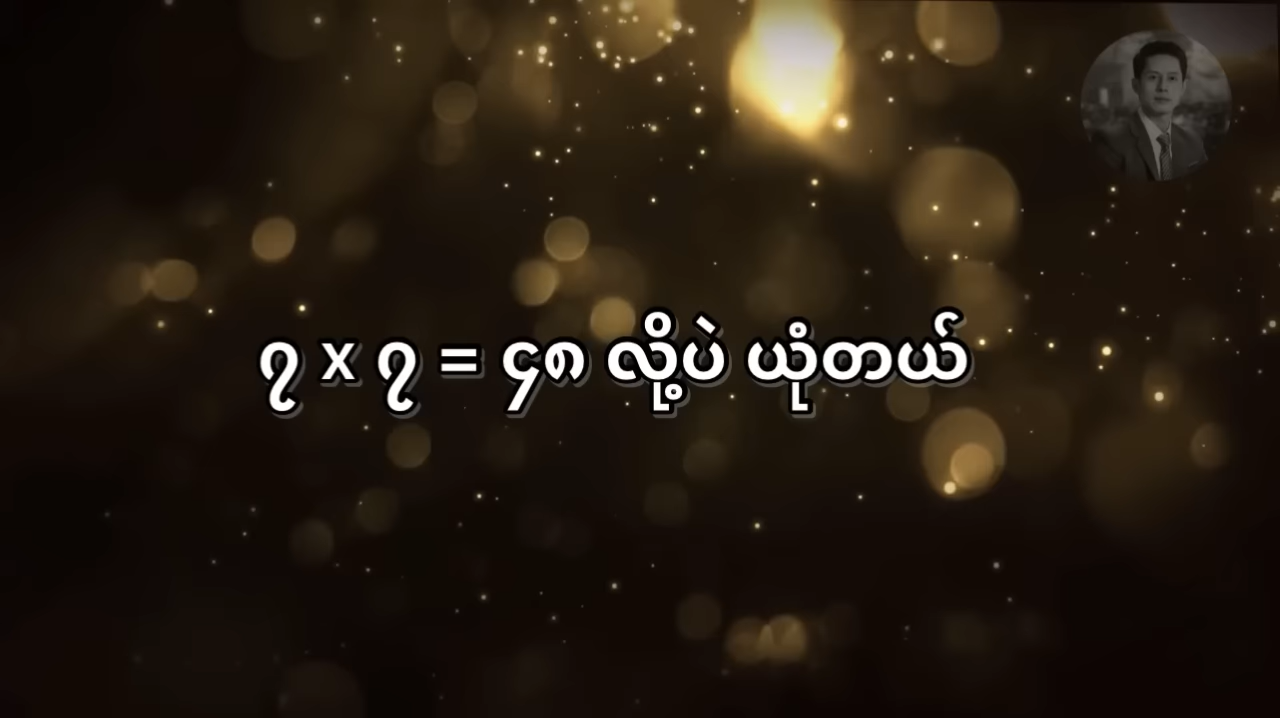 ၇ x ၇ = ၄၈ လို့ပဲ ယုံတယ်